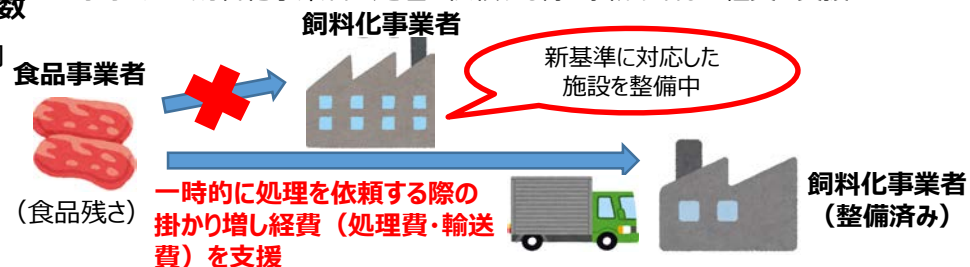 数
飼料化事業者
食品事業者
新基準に対応した
施設を整備中
一時的に処理を依頼する際の
掛かり増し経費（処理費・輸送
費）を支援
（食品残さ）
飼料化事業者
（整備済み）